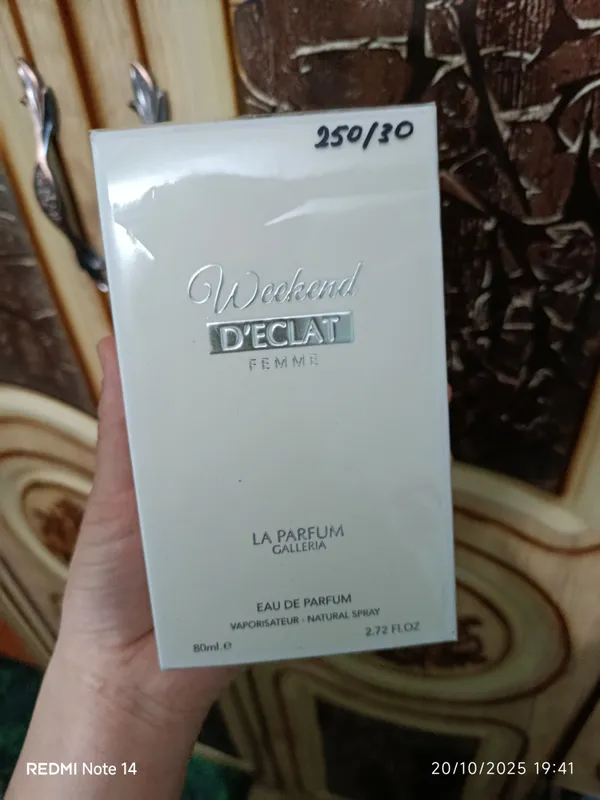 250/30
Weekend
D'ECLAT
FEMME
LA PARFUM
GALLERIA
EAU DE PARFUM
VAPORISATEUR - NATURAL SPRAY
80ml.e 2.72 FL.OZ
REDMI Note 14 20/10/2025 19:41